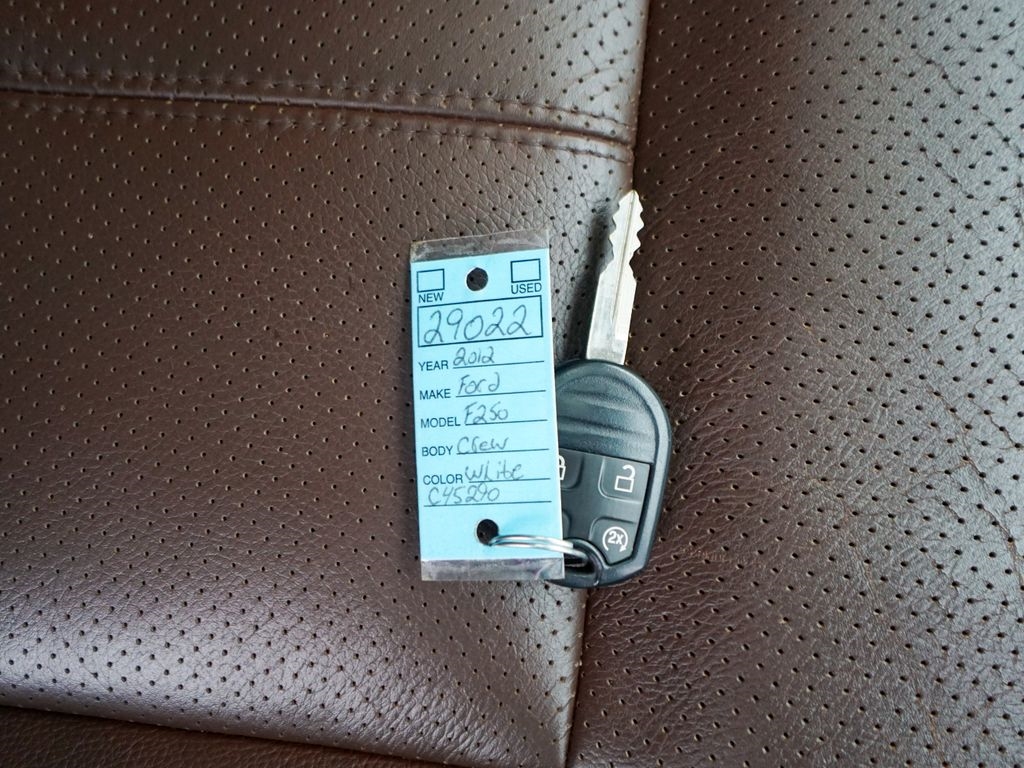 NEW USED
29022
YEAR 2012
MAKE Ford
MODEL F250
BODY Crew
COLOR White
C45290
2X